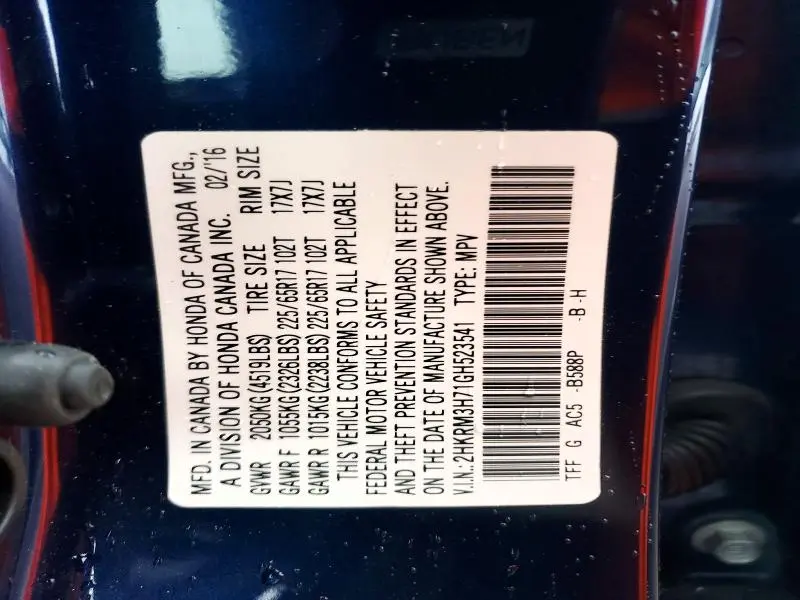 MFD. IN CANADA BY HONDA OF CANADA MFG.,
A DIVISION OF HONDA CANADA INC. 02/'16
GVWR 2050KG(4519LBS) TIRE SIZE RIM SIZE
GAWR F 1055KG(2326LBS) 225/65R17 102T 17X7J
GAWR R 1015KG(2238LBS) 225/65R17 102T 17X7J
THIS VEHICLE CONFORMS TO ALL APPLICABLE
FEDERAL MOTOR VEHICLE SAFETY
AND THEFT PREVENTION STANDARDS IN EFFECT
ON THE DATE OF MANUFACTURE SHOWN ABOVE.
V.I.N.:2HKRM3H71GH523541 TYPE: MPV
TFF G AC5 -B588P -B-H